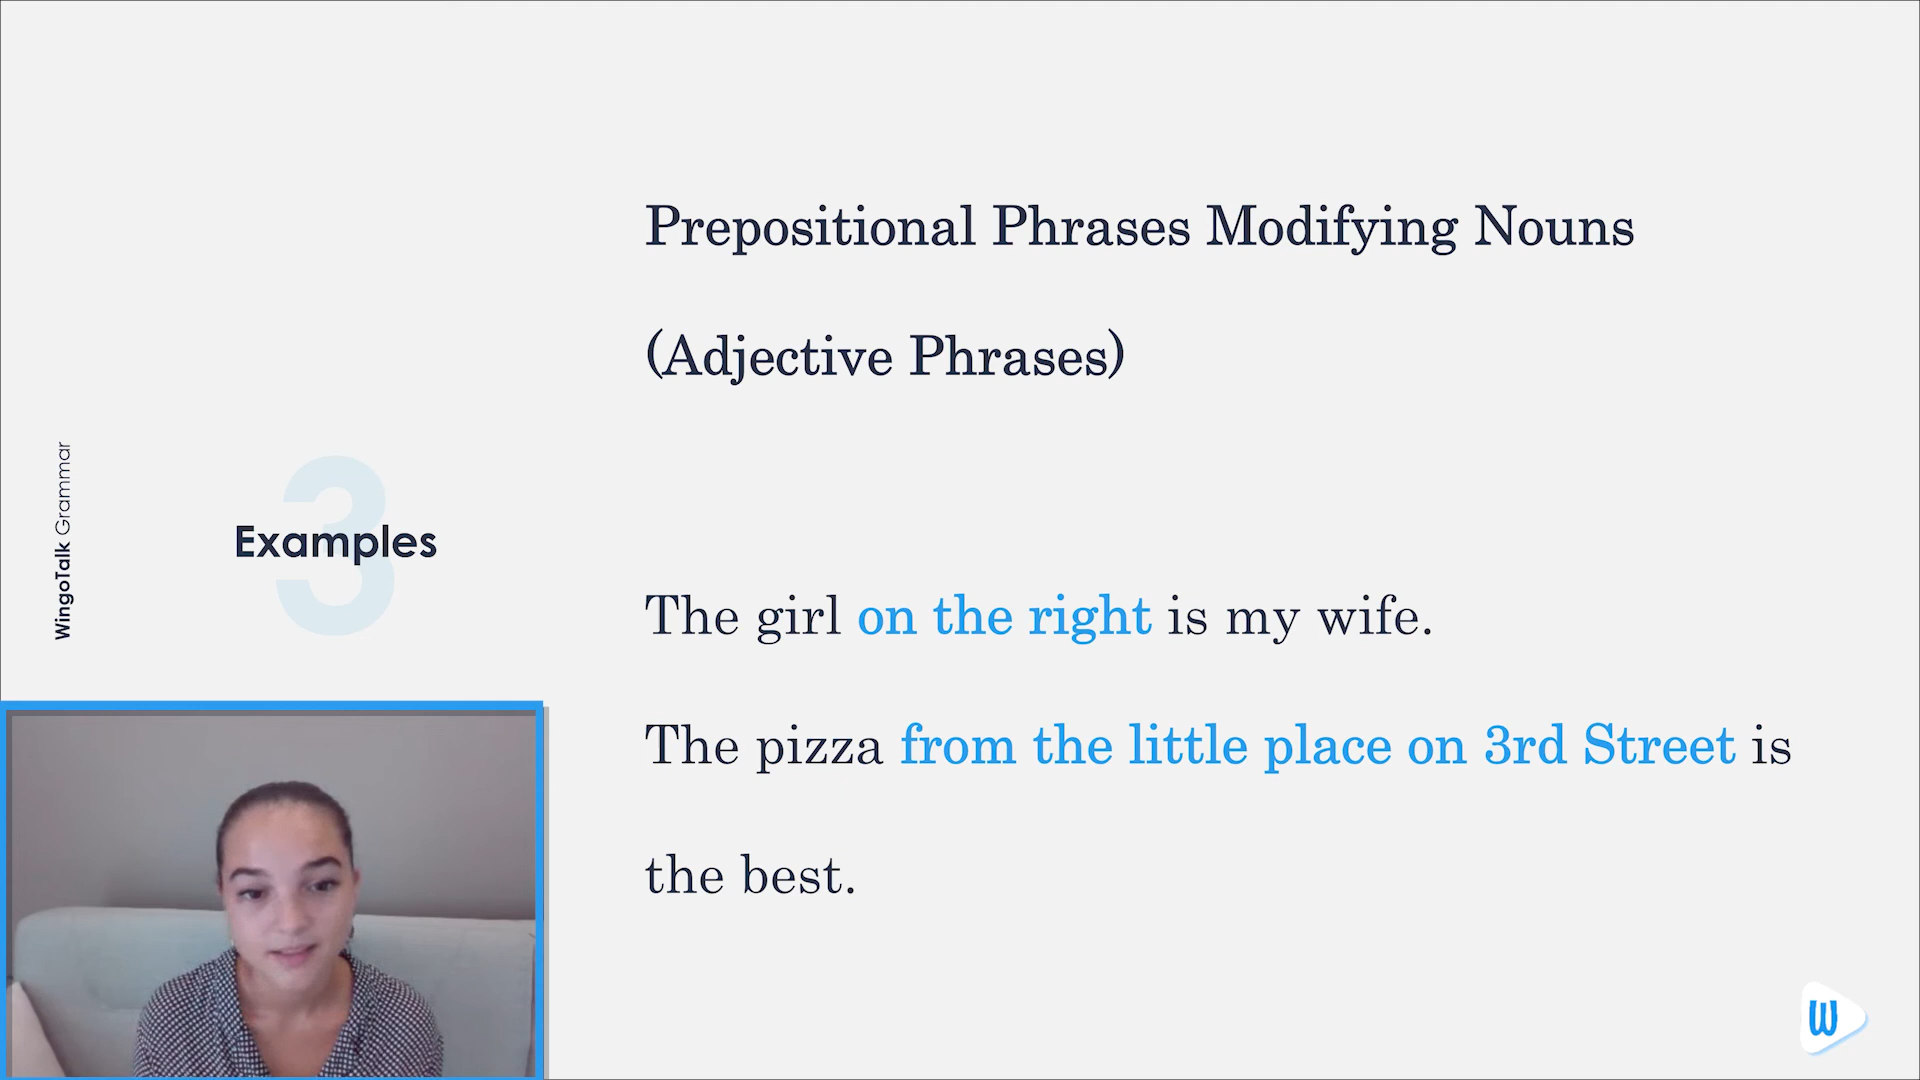 Prepositional Phrases Modifying Nouns
(Adjective Phrases)
WingoTalk Grammar
3
Examples
The girl on the right is my wife.
The pizza from the little place on 3rd Street is
the best.
W